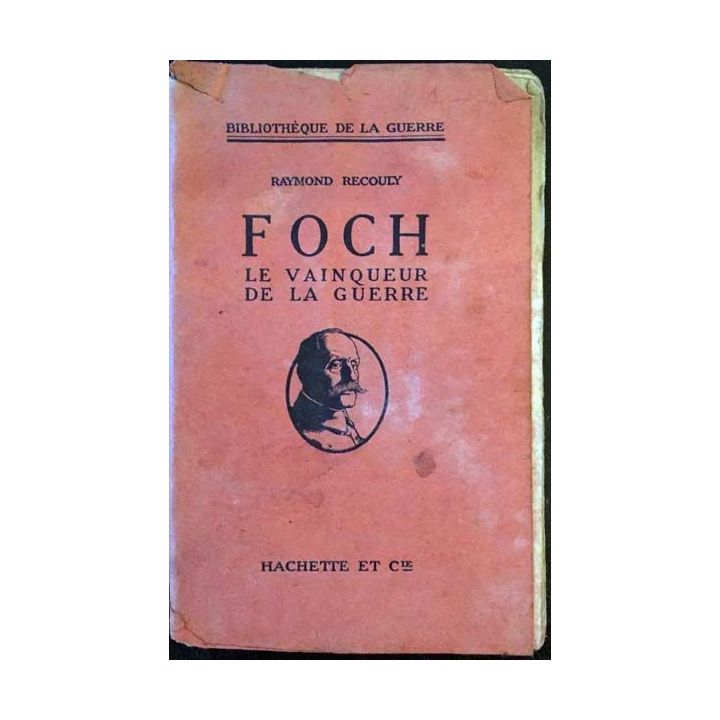 BIBLIOTHÈQUE DE LA GUERRE
RAYMOND RECOULY
FOCH
LE VAINQUEUR
DE LA GUERRE
HACHETTE ET CIE